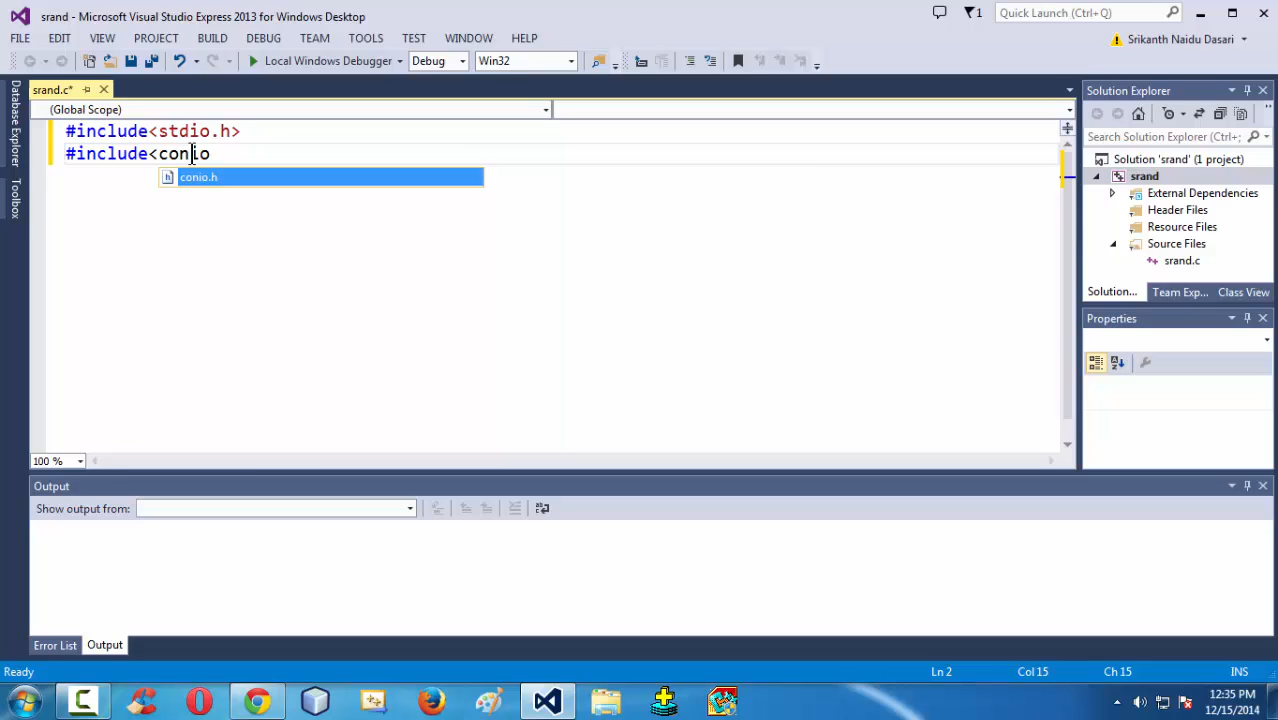 srand - Microsoft Visual Studio Express 2013 for Windows Desktop
1
Quick Launch (Ctrl+Q)
FILE EDIT VIEW PROJECT BUILD DEBUG TEAM TOOLS TEST WINDOW HELP
Srikanth Naidu Dasari
Local Windows Debugger
Debug
Win32
Database Explorer
Toolbox
srand.c*
(Global Scope)
#include<stdio.h>
#include<conio
conio.h
100 %
Solution Explorer
Search Solution Explorer (Ctrl+;
Solution 'srand' (1 project)
srand
External Dependencies
Header Files
Resource Files
Source Files
srand.c
Solution... Team Exp... Class View
Properties
Output
Show output from:
Error List Output
Ready
Ln 2
Col 15
Ch 15
INS
12:35 PM
12/15/2014